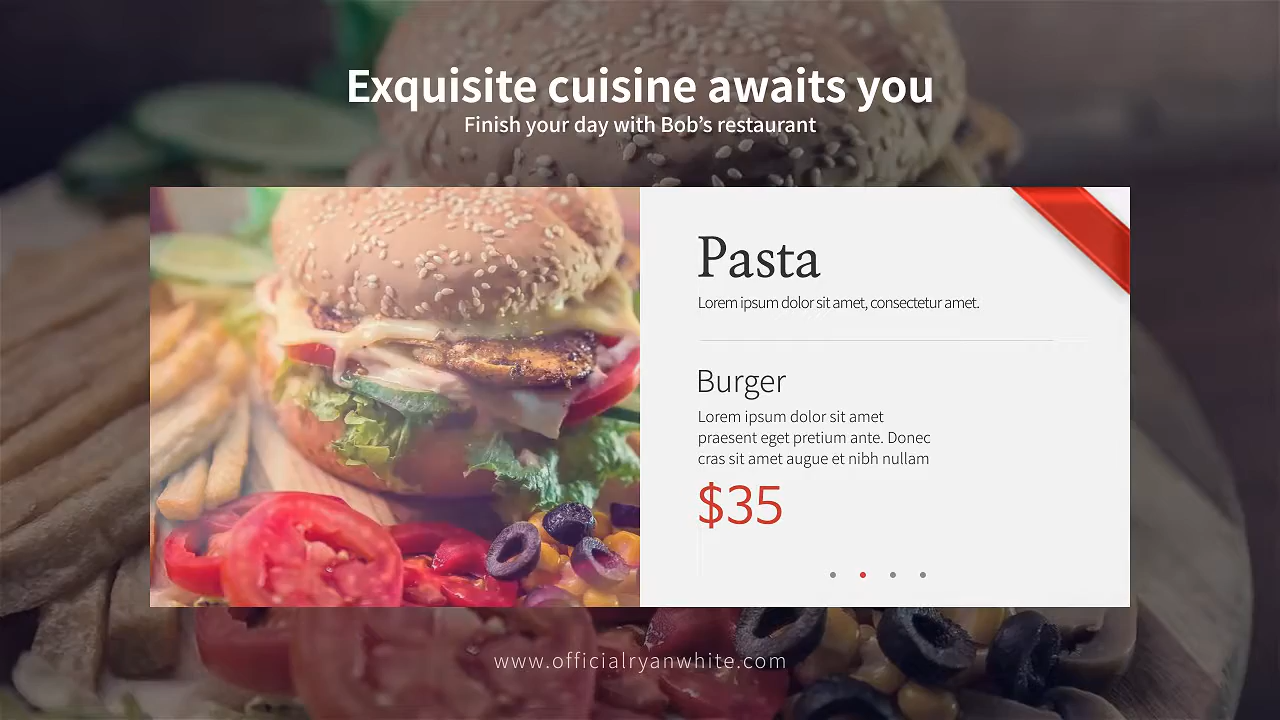 Exquisite cuisine awaits you
Finish your day with Bob’s restaurant
Pasta
Lorem ipsum dolor sit amet, consectetur amet.
Burger
Lorem ipsum dolor sit amet
praesent eget pretium ante. Donec
cras sit amet augue et nibh nullam
$35
www.officialryanwhite.com